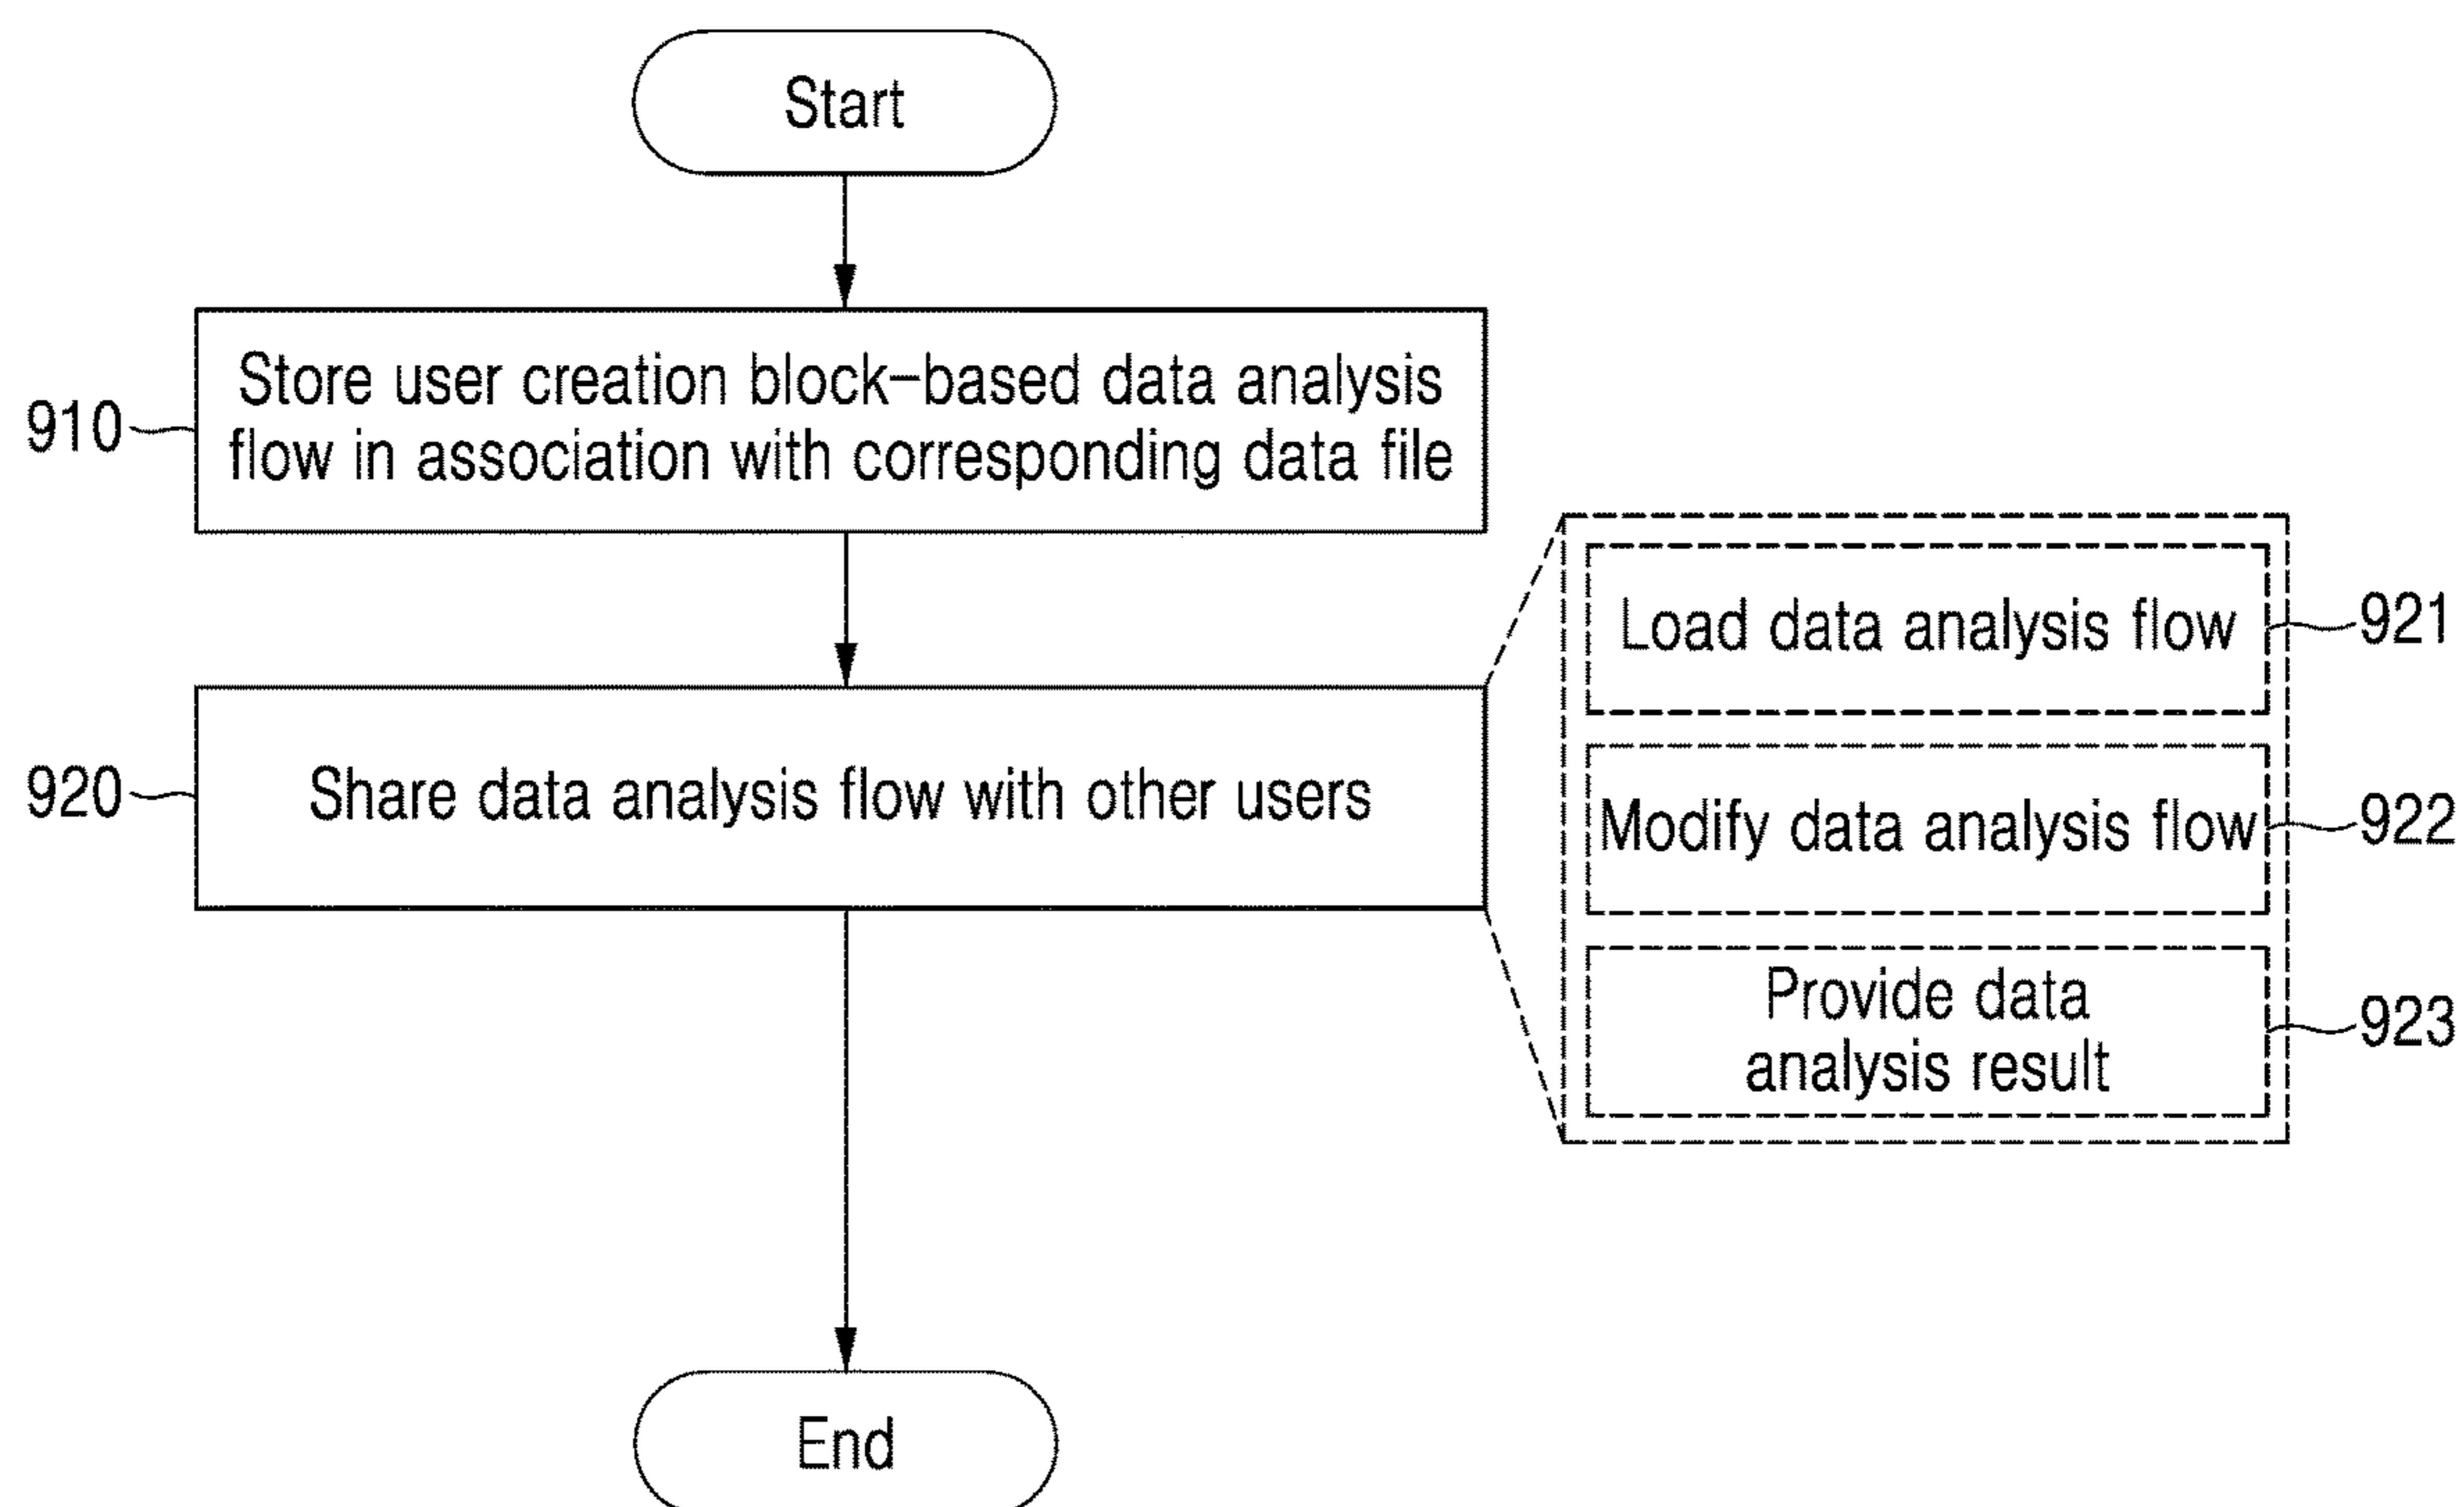 Start
910
Store user creation block-based data analysis
flow in association with corresponding data file
920
Share data analysis flow with other users
Load data analysis flow
921
Modify data analysis flow
922
Provide data
analysis result
923
End